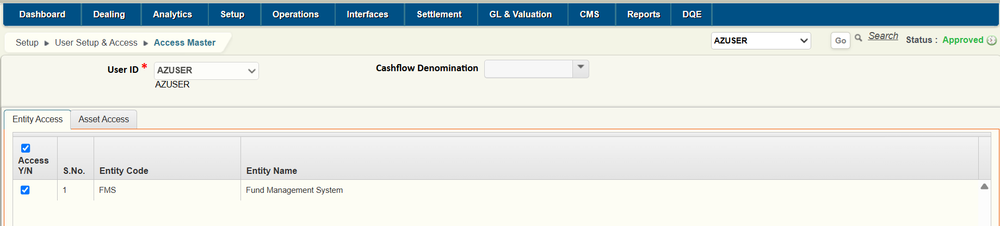 Dashboard Dealing Analytics Setup Operations Interfaces Settlement GL & Valuation CMS Reports DQE
Setup User Setup & Access Access Master AZUSER Go Search Status : Approved
User ID * AZUSER Cashflow Denomination
AZUSER
Entity Access Asset Access
Access
Y/N S.No. Entity Code Entity Name
1 FMS Fund Management System